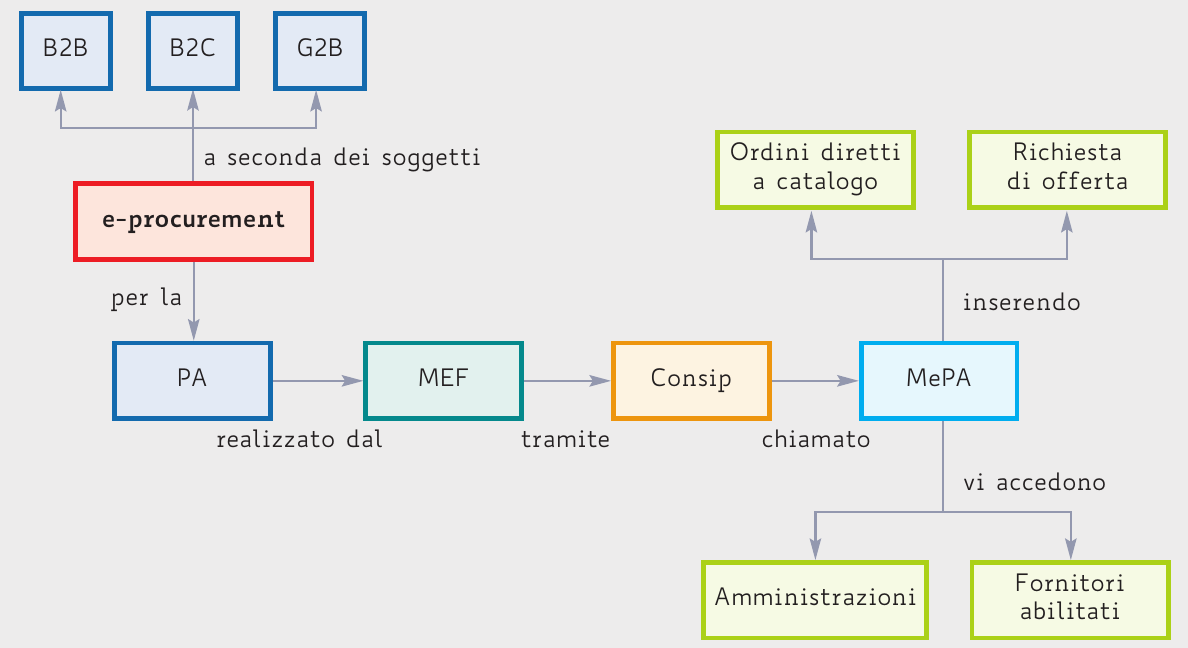 B2B
B2C
G2B
a seconda dei soggetti
Ordini diretti
a catalogo
Richiesta
di offerta
e-procurement
per la
inserendo
PA
MEF
Consip
MePA
realizzato dal
tramite
chiamato
vi accedono
Amministrazioni
Fornitori
abilitati